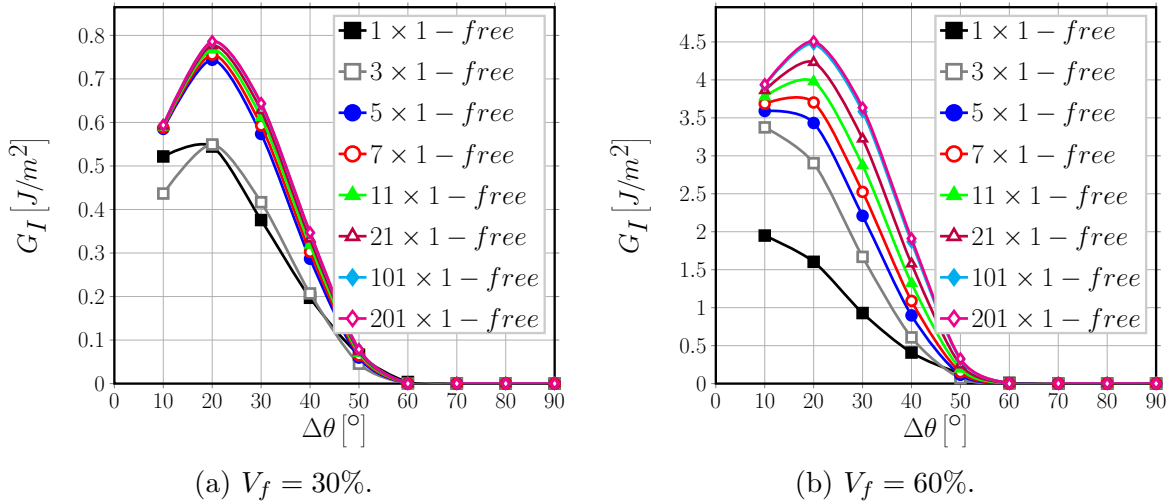 0.8
0.7
0.6
0.5
0.4
0.3
0.2
0.1
0
G_I [J/m^2]
1 × 1 − free
3 × 1 − free
5 × 1 − free
7 × 1 − free
11 × 1 − free
21 × 1 − free
101 × 1 − free
201 × 1 − free
0 10 20 30 40 50 60 70 80 90
Δθ [°]
(a) V_f = 30%.
4.5
4
3.5
3
2.5
2
1.5
1
0.5
0
G_I [J/m^2]
1 × 1 − free
3 × 1 − free
5 × 1 − free
7 × 1 − free
11 × 1 − free
21 × 1 − free
101 × 1 − free
201 × 1 − free
0 10 20 30 40 50 60 70 80 90
Δθ [°]
(b) V_f = 60%.